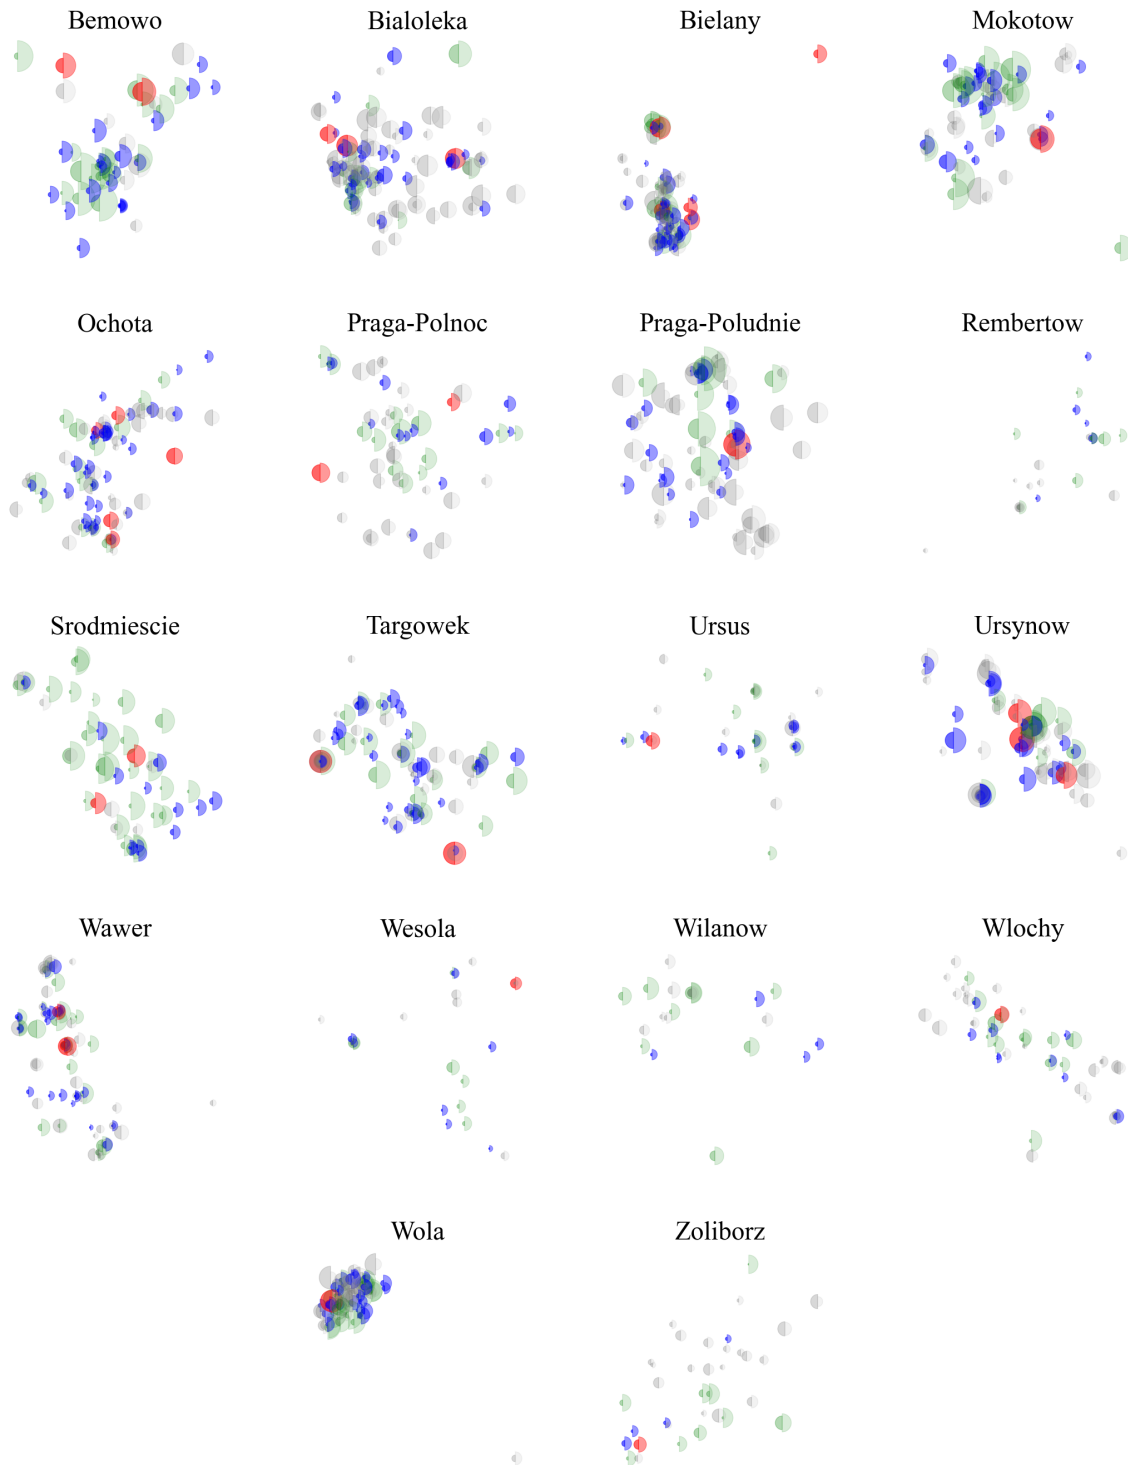 Bemowo
Bialoleka
Bielany
Mokotow
Ochota
Praga-Polnoc
Praga-Poludnie
Rembertow
Srodmiescie
Targowek
Ursus
Ursynow
Wawer
Wesola
Wilanow
Wlochy
Wola
Zoliborz